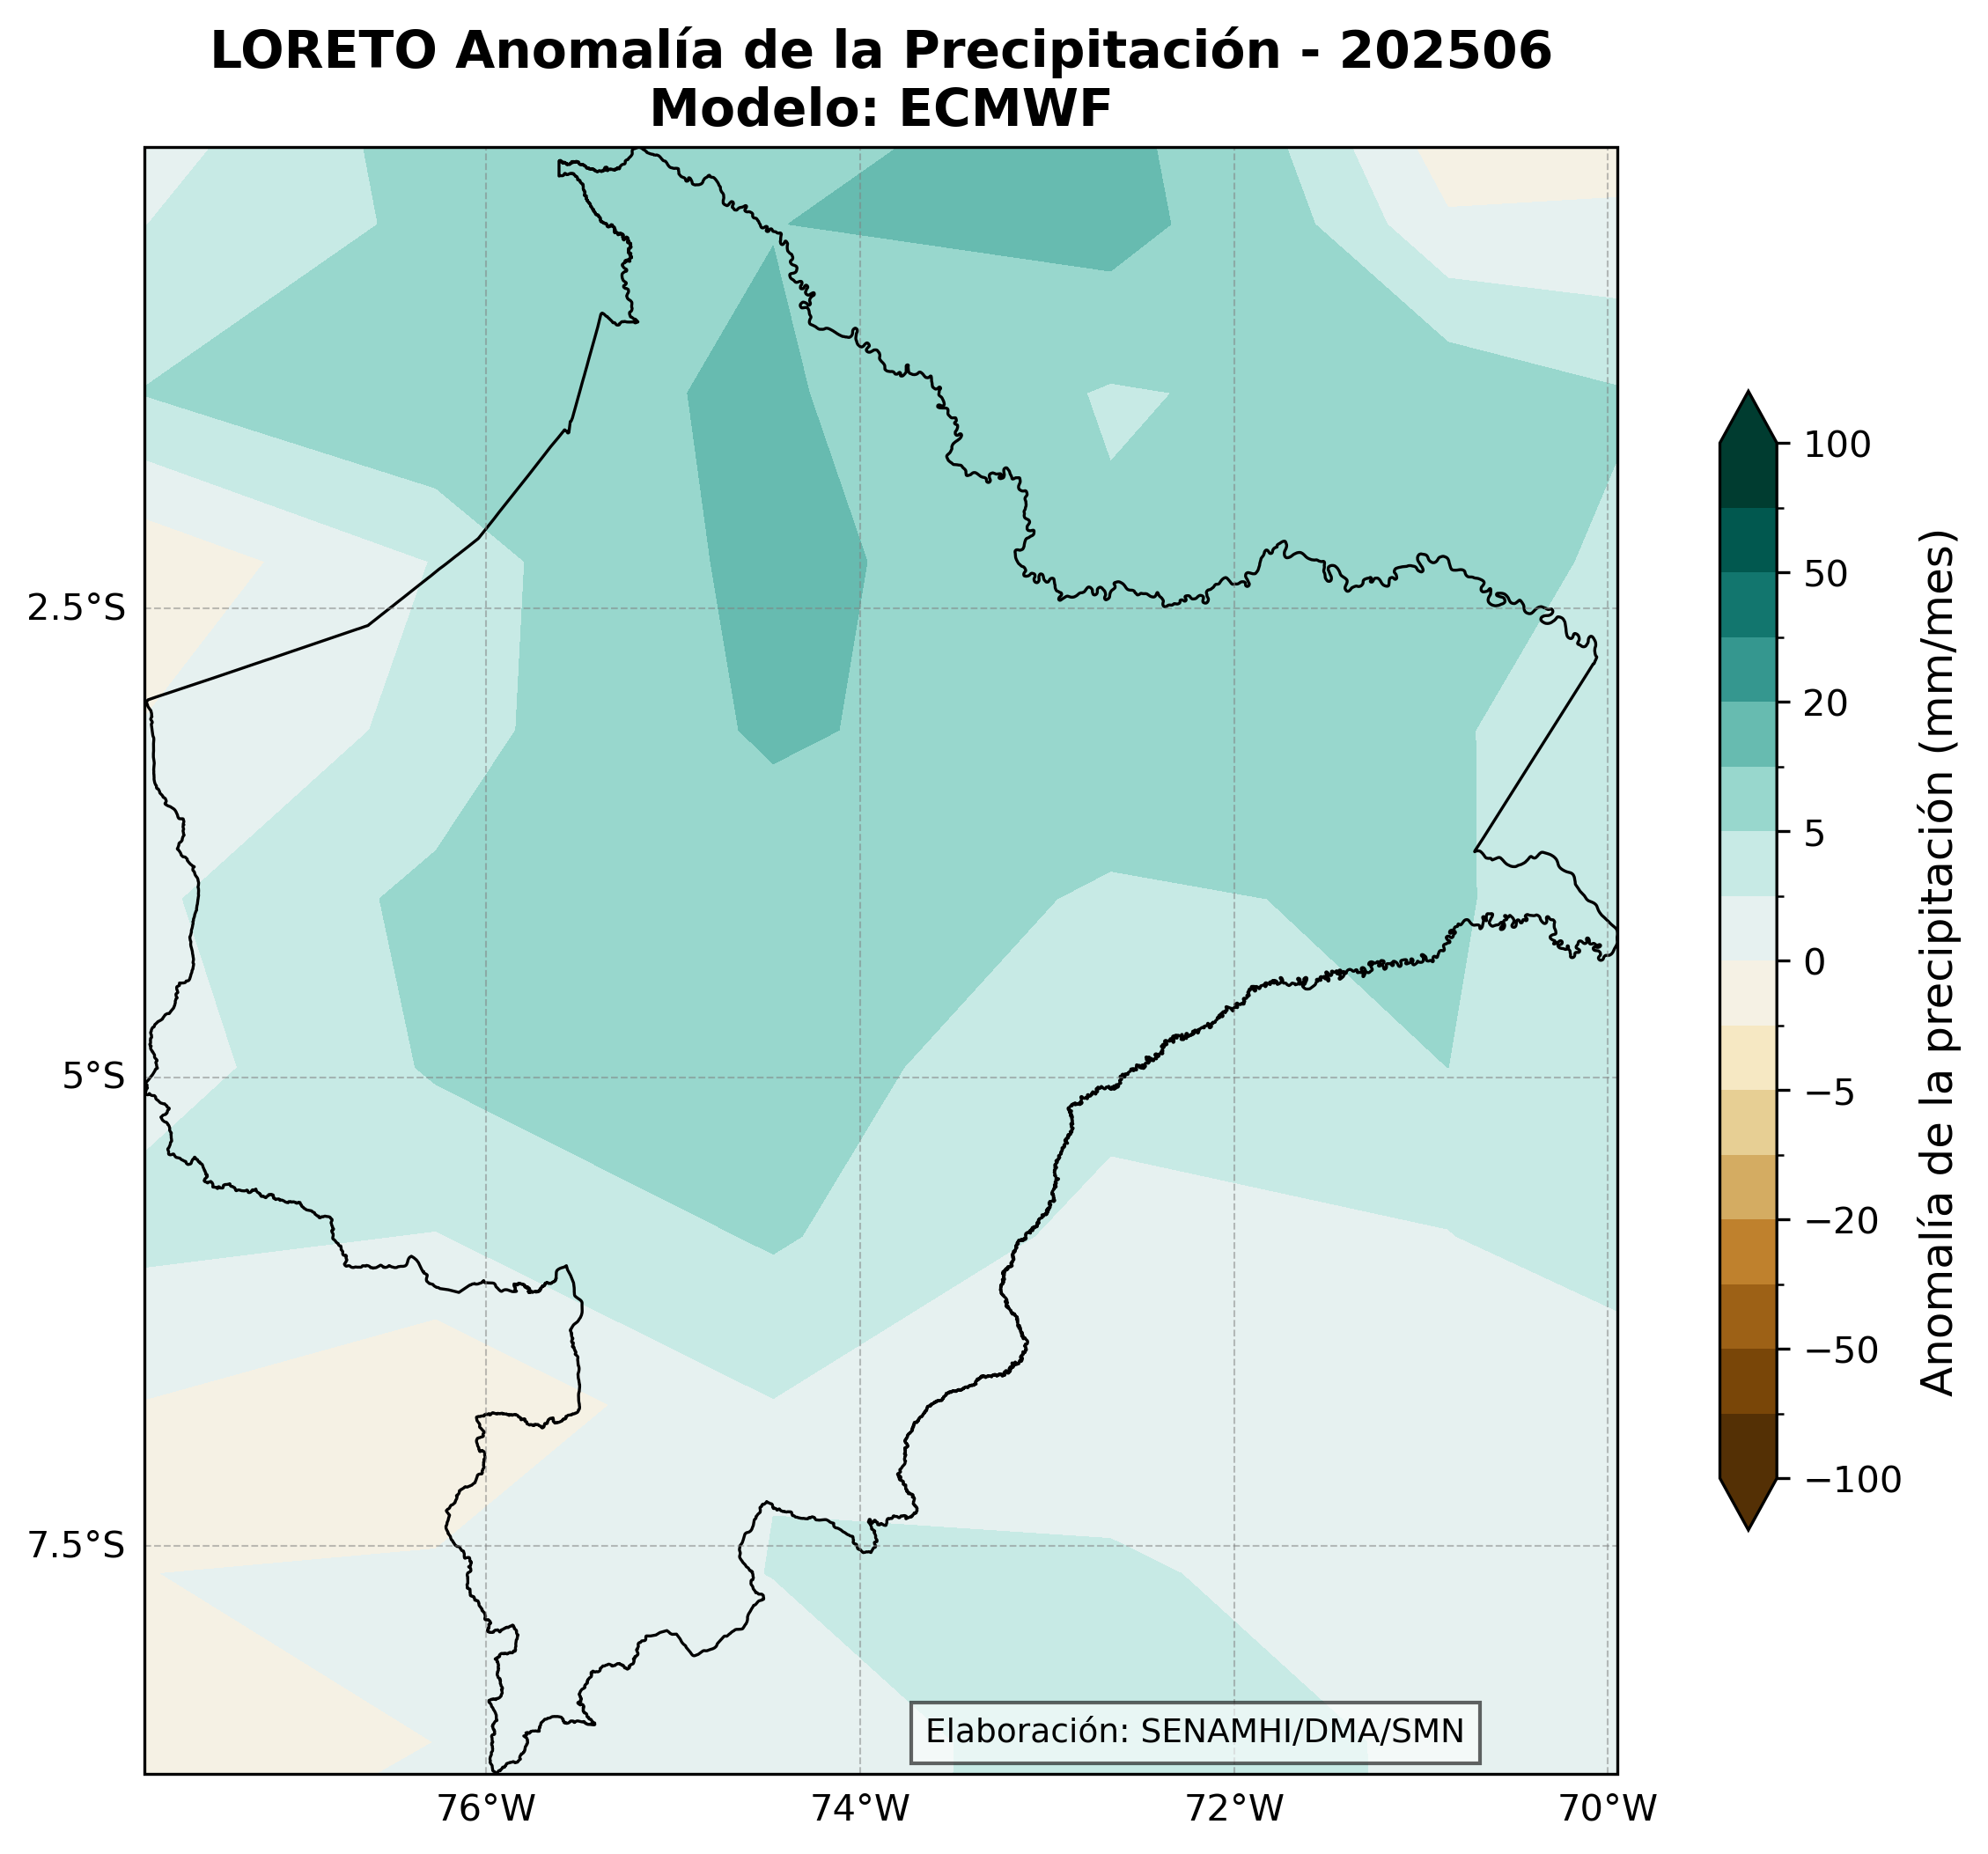 LORETO Anomalía de la Precipitación - 202506
Modelo: ECMWF
2.5°S
5°S
7.5°S
76°W
74°W
72°W
70°W
Elaboración: SENAMHI/DMA/SMN
100
50
20
5
0
−5
−20
−50
−100
Anomalía de la precipitación (mm/mes)